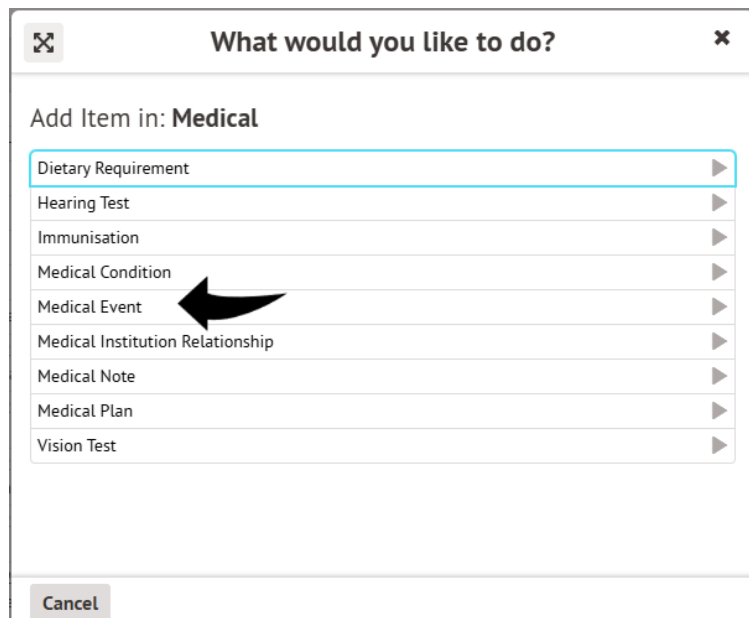 What would you like to do?
Add Item in: Medical
Dietary Requirement
Hearing Test
Immunisation
Medical Condition
Medical Event
Medical Institution Relationship
Medical Note
Medical Plan
Vision Test
Cancel